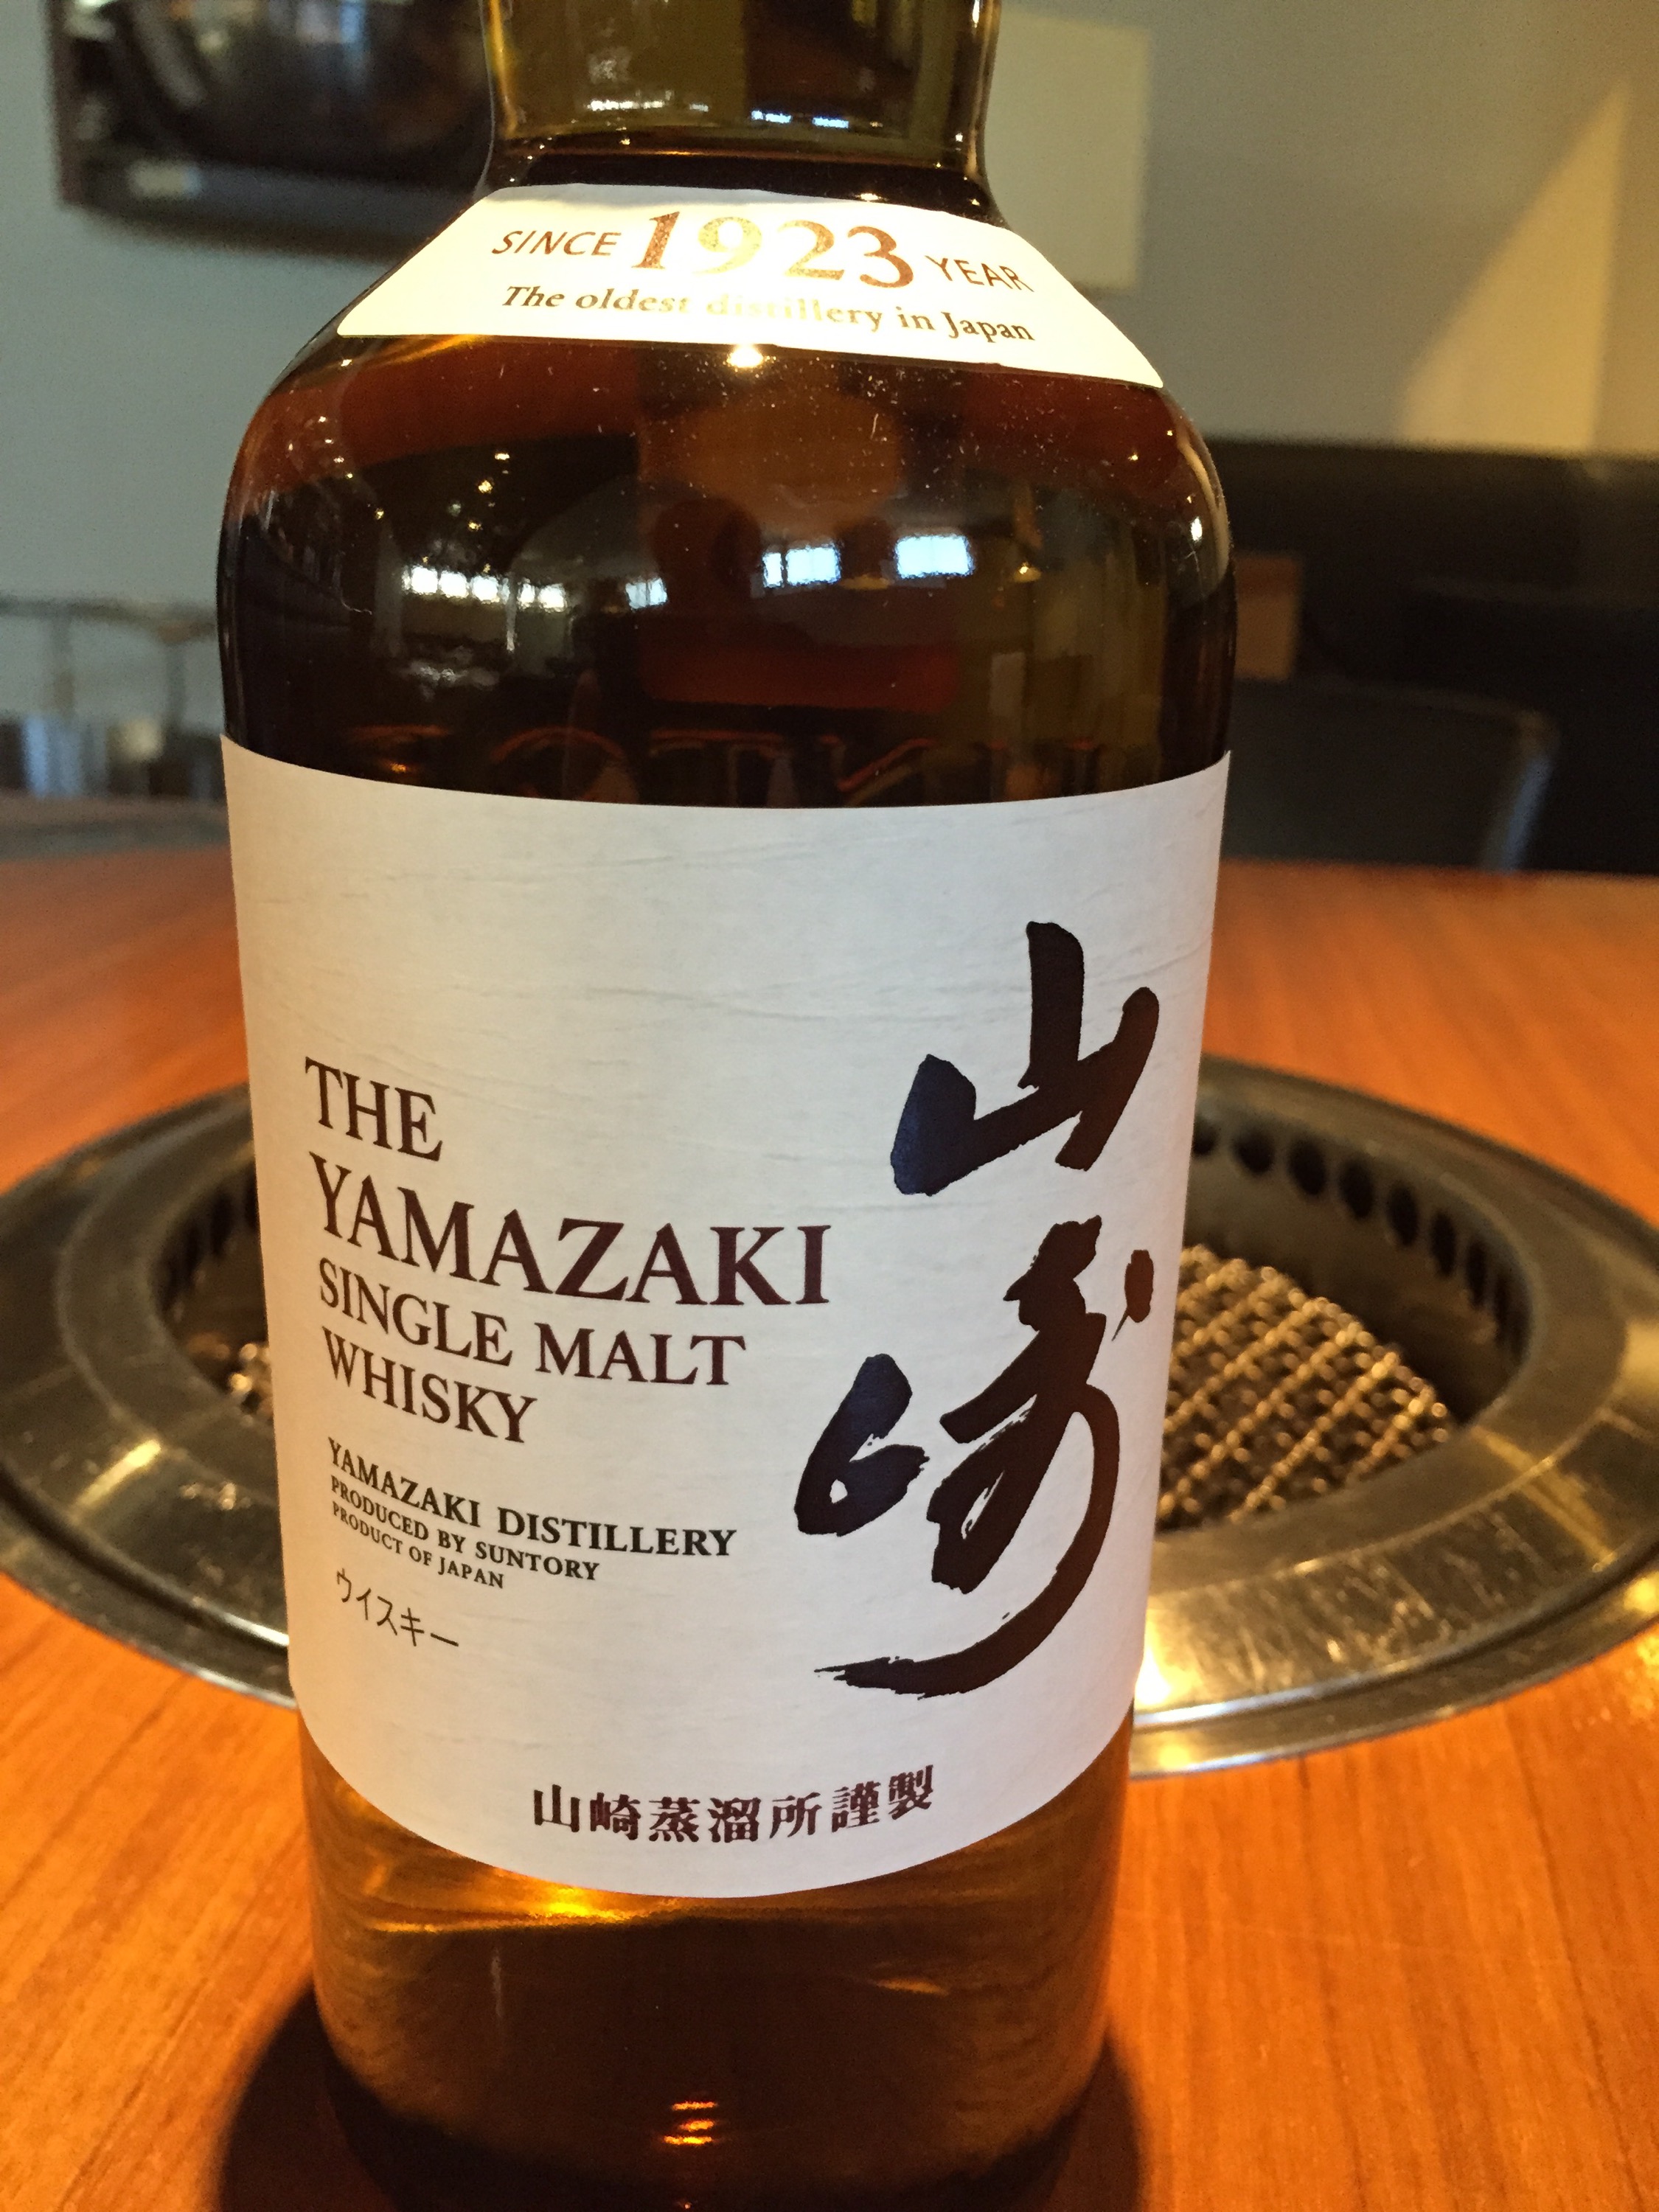 SINCE 1923 YEAR
The oldest distillery in Japan
THE
YAMAZAKI
SINGLE MALT
WHISKY
YAMAZAKI DISTILLERY
PRODUCED BY SUNTORY
PRODUCT OF JAPAN
ウイスキー
山崎
山崎蒸溜所謹製